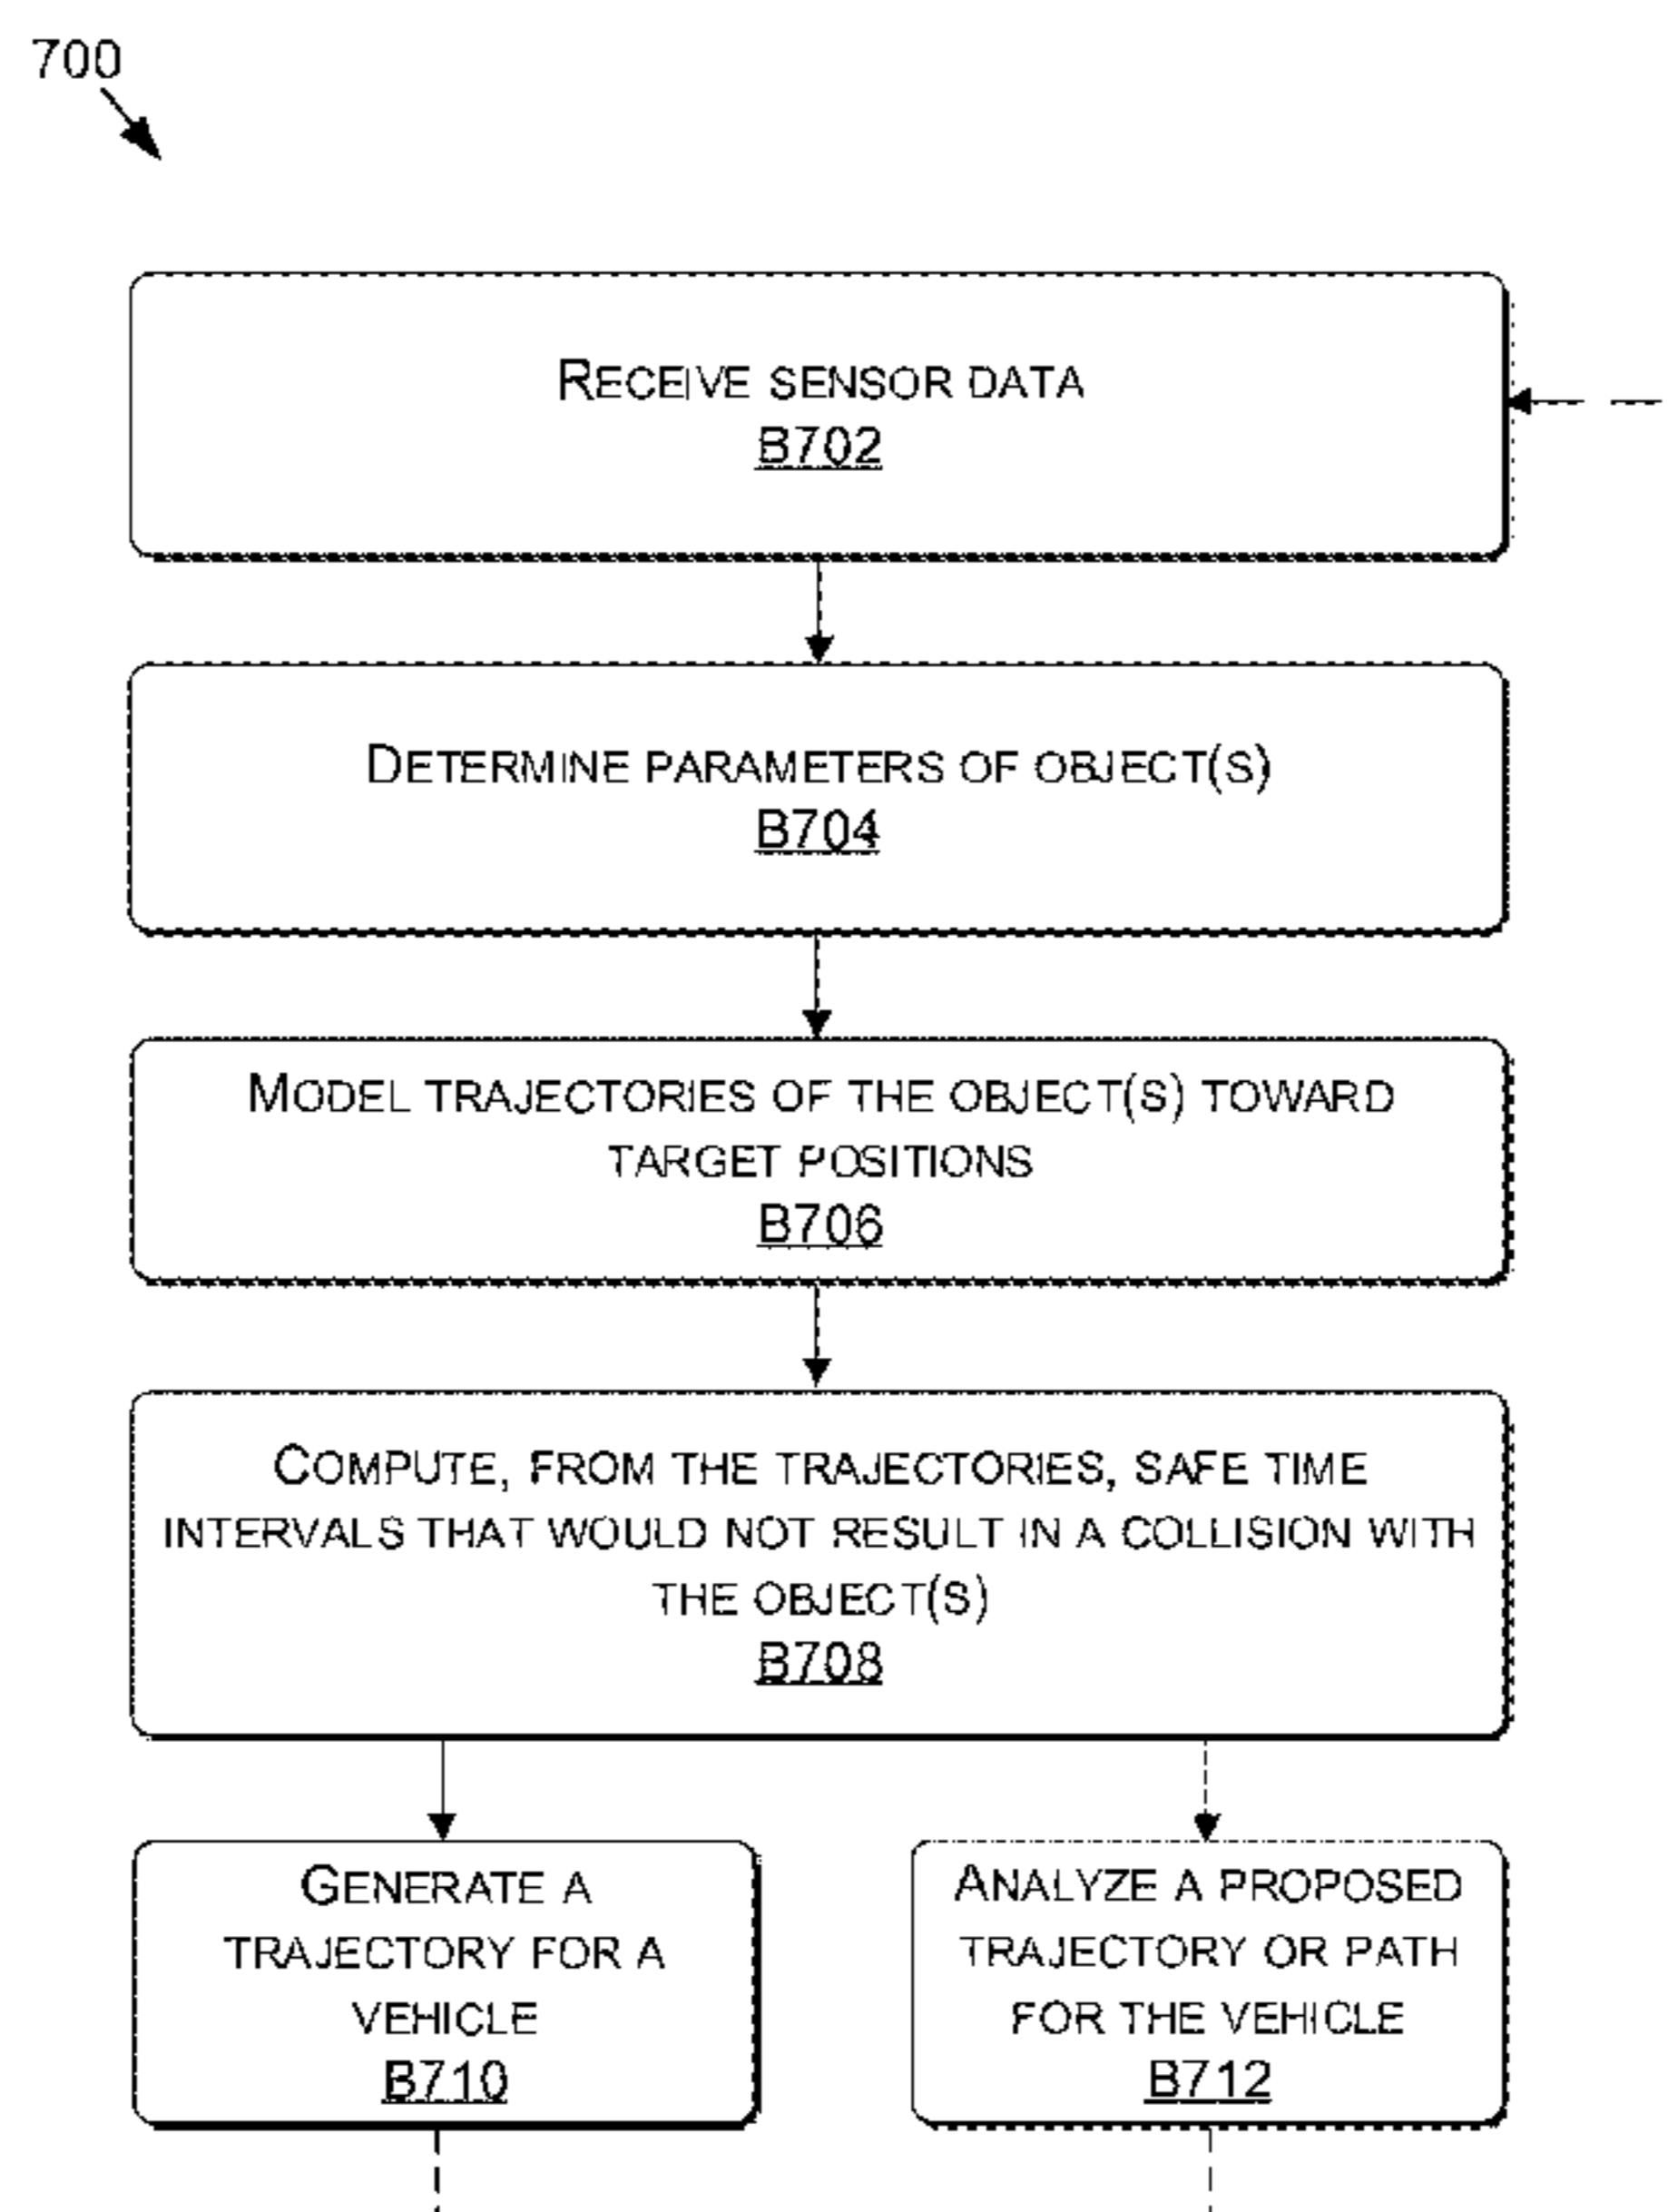 700
RECEIVE SENSOR DATA
B702
DETERMINE PARAMETERS OF OBJECT(S)
B704
MODEL TRAJECTORIES OF THE OBJECT(S) TOWARD
TARGET POSITIONS
B706
COMPUTE, FROM THE TRAJECTORIES, SAFE TIME
INTERVALS THAT WOULD NOT RESULT IN A COLLISION WITH
THE OBJECT(S)
B708
GENERATE A
TRAJECTORY FOR A
VEHICLE
B710
ANALYZE A PROPOSED
TRAJECTORY OR PATH
FOR THE VEHICLE
B712